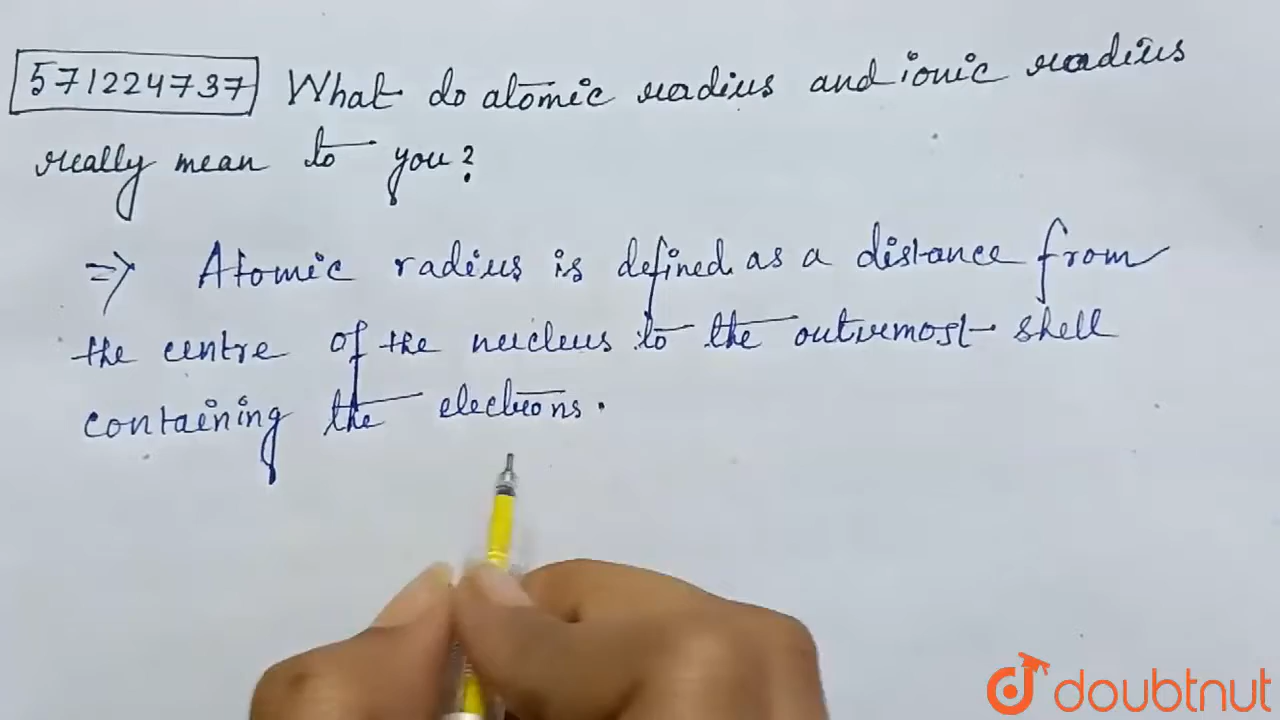 571224737 What do atomic radius and ionic radius
really mean to you?
=> Atomic radius is defined as a distance from
the centre of the nucleus to the outermost shell
containing the electrons.
doubtnut